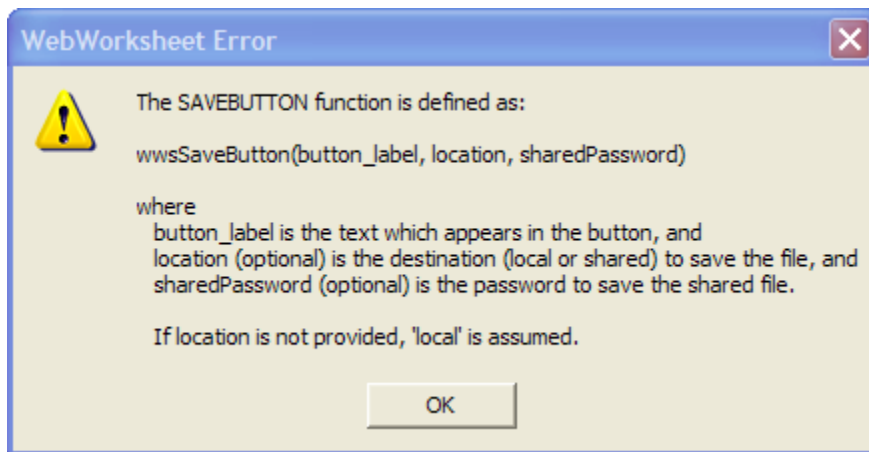 WebWorksheet Error
The SAVEBUTTON function is defined as:
wwsSaveButton(button_label, location, sharedPassword)
where
button_label is the text which appears in the button, and
location (optional) is the destination (local or shared) to save the file, and
sharedPassword (optional) is the password to save the shared file.
If location is not provided, 'local' is assumed.
OK